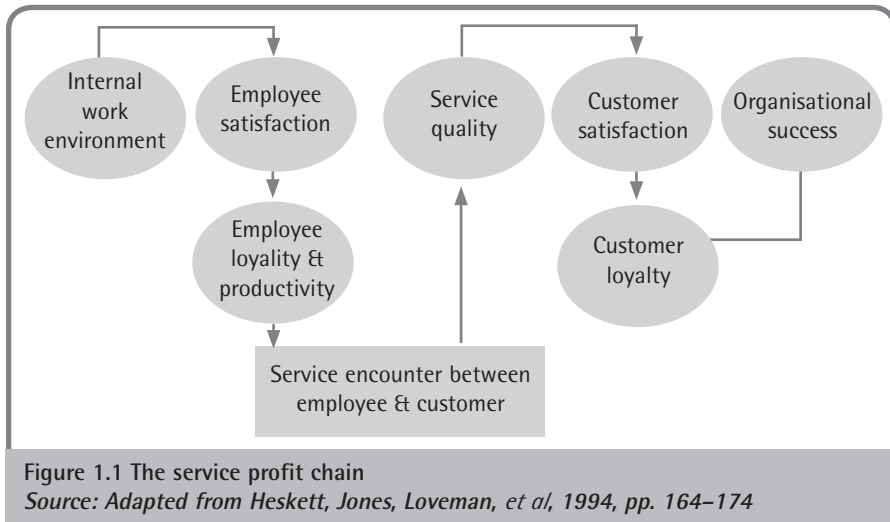 Internal
work
environment
Employee
satisfaction
Employee
loyality &
productivity
Service encounter between
employee & customer
Service
quality
Customer
satisfaction
Customer
loyalty
Organisational
success
Figure 1.1 The service profit chain
Source: Adapted from Heskett, Jones, Loveman, et al, 1994, pp. 164–174